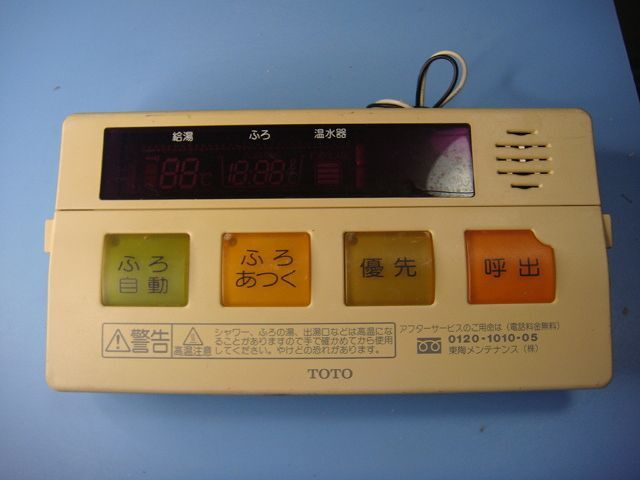 給湯 ふろ 温水器
88℃ 18:88
ふろ自動
ふろあつく
優先
呼出
警告
高温注意
シャワー、ふろの湯、出湯口などは高温にな
ることがありますので手で確かめてから使用
してください。やけどの恐れがあります。
アフターサービスのご用命は（電話料金無料）
0120-1010-05
東陶メンテナンス（株）
TOTO